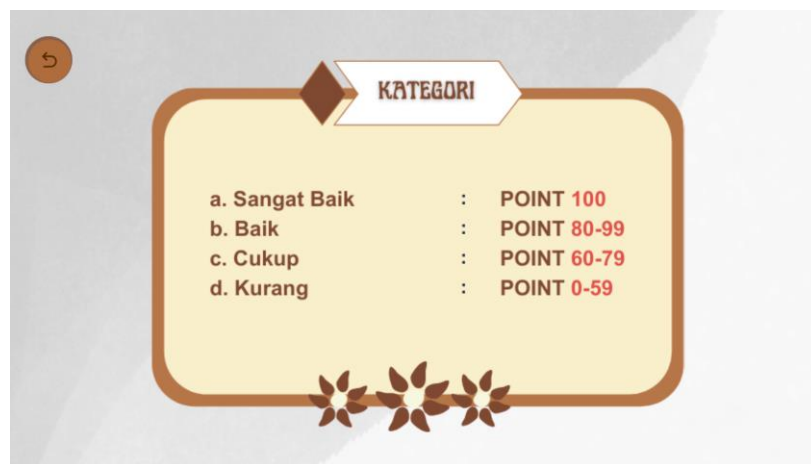 KATEGORI
a. Sangat Baik : POINT 100
b. Baik : POINT 80-99
c. Cukup : POINT 60-79
d. Kurang : POINT 0-59